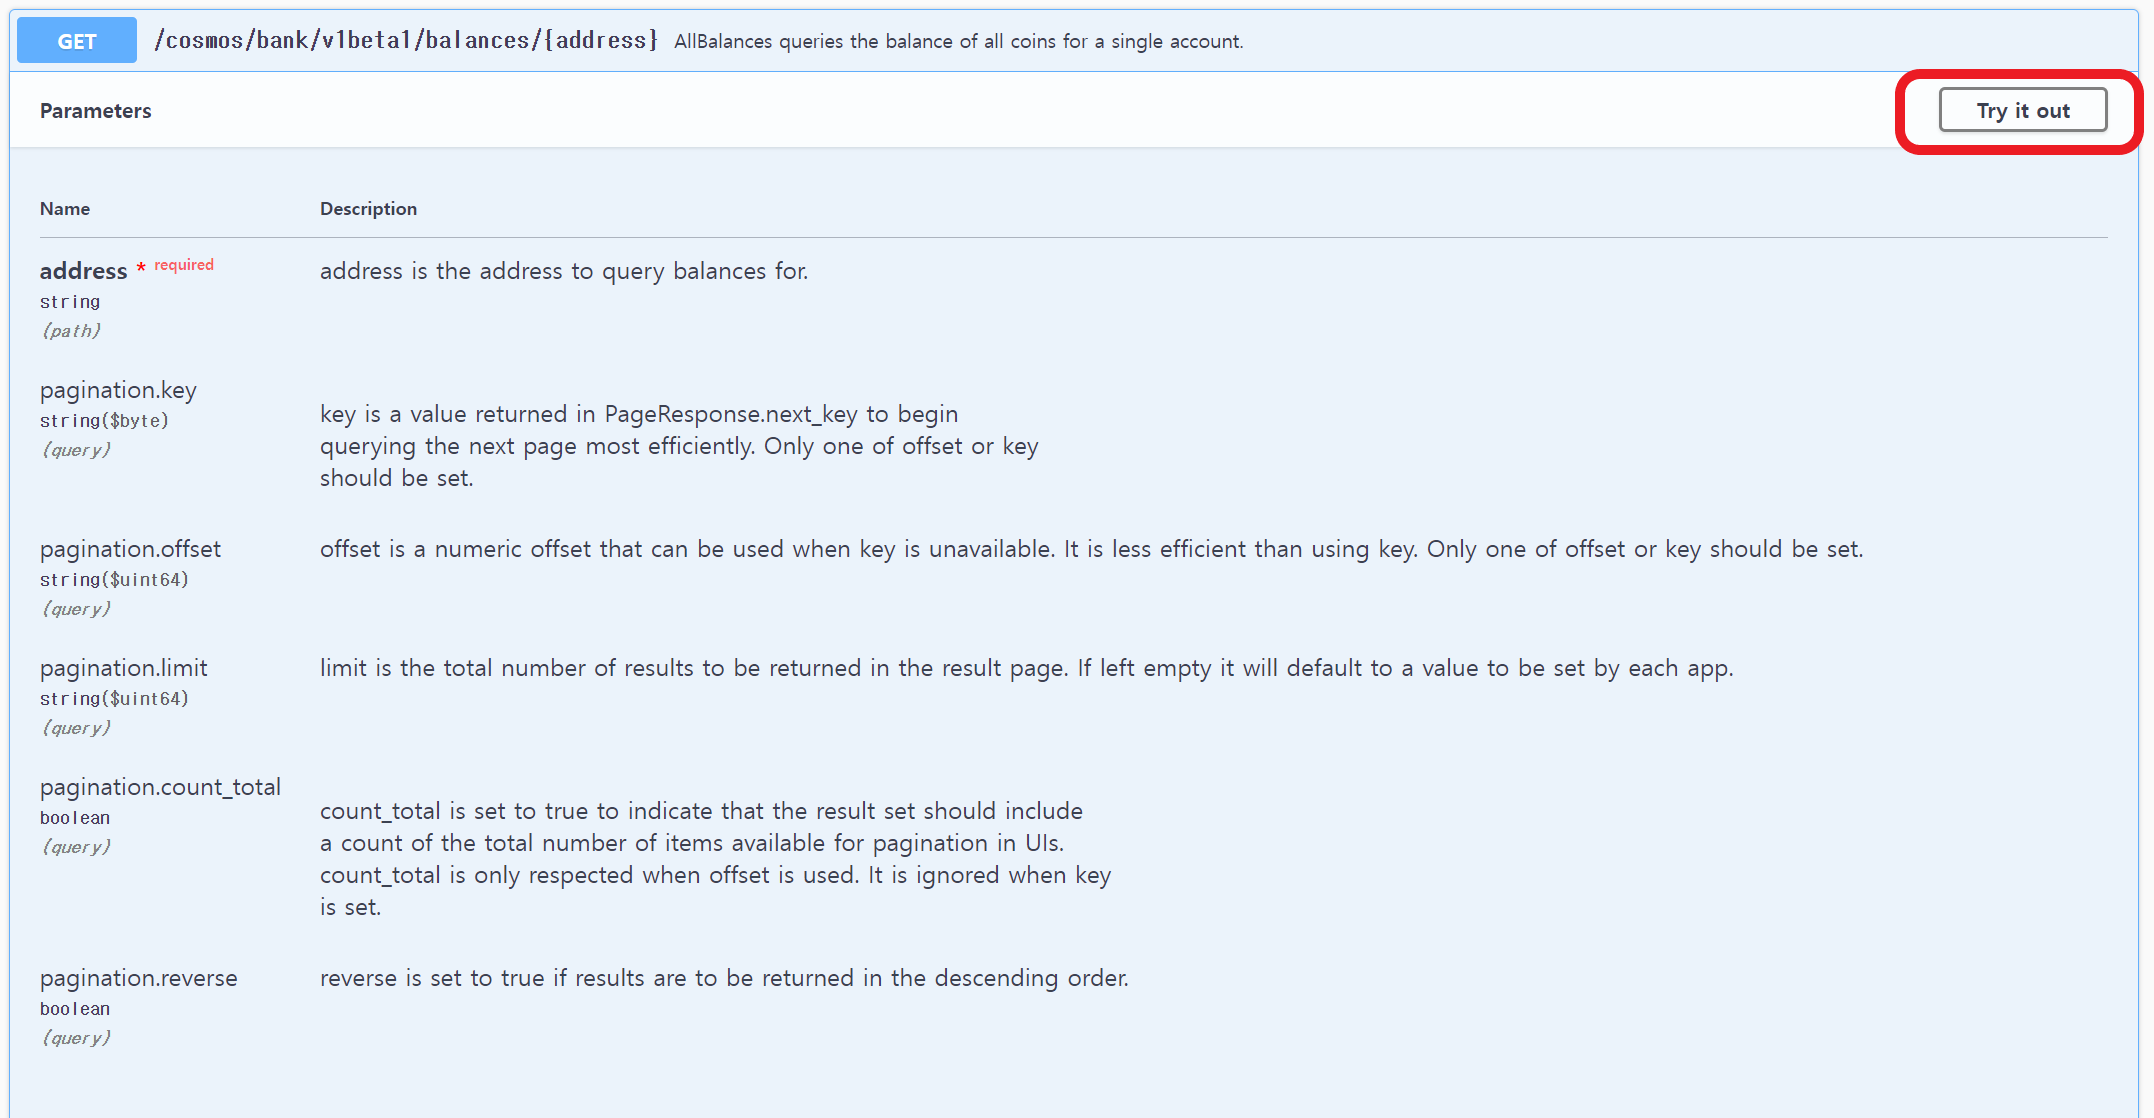 GET /cosmos/bank/v1beta1/balances/{address} AllBalances queries the balance of all coins for a single account.
Parameters
Try it out
Name Description
address * required address is the address to query balances for.
string
(path)
pagination.key
string($byte)
(query)
key is a value returned in PageResponse.next_key to begin
querying the next page most efficiently. Only one of offset or key
should be set.
pagination.offset offset is a numeric offset that can be used when key is unavailable. It is less efficient than using key. Only one of offset or key should be set.
string($uint64)
(query)
pagination.limit limit is the total number of results to be returned in the result page. If left empty it will default to a value to be set by each app.
string($uint64)
(query)
pagination.count_total
boolean
(query)
count_total is set to true to indicate that the result set should include
a count of the total number of items available for pagination in UIs.
count_total is only respected when offset is used. It is ignored when key
is set.
pagination.reverse reverse is set to true if results are to be returned in the descending order.
boolean
(query)